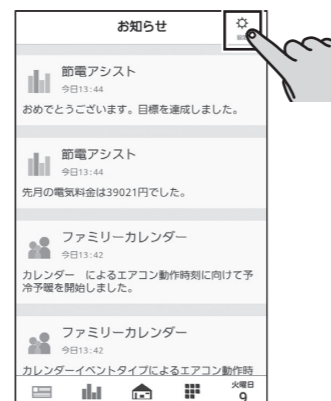 お知らせ
設定
節電アシスト
今日13:44
おめでとうございます。目標を達成しました。
節電アシスト
今日13:44
先月の電気料金は39021円でした。
ファミリーカレンダー
今日13:42
カレンダー　によるエアコン動作時刻に向けて予
冷予暖を開始しました。
ファミリーカレンダー
今日13:42
カレンダーイベントタイプによるエアコン動作時
火曜日
9